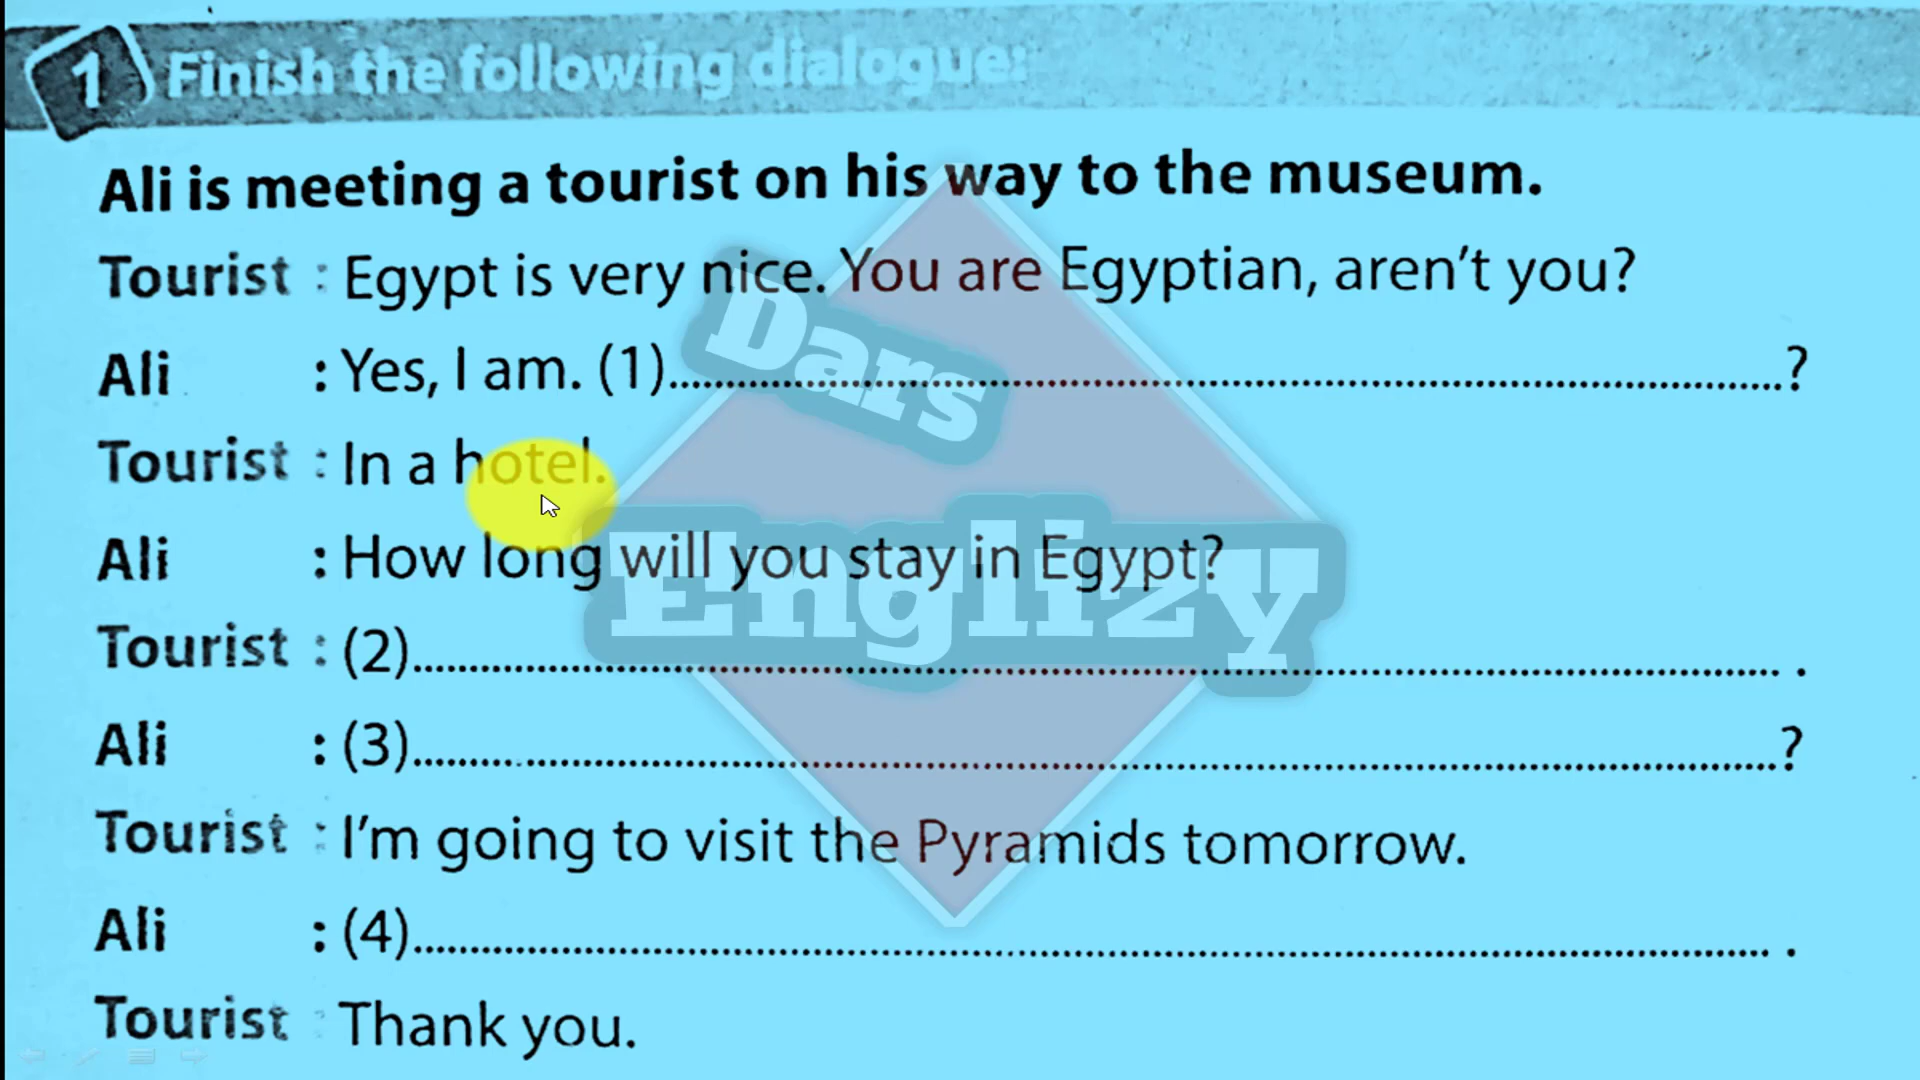 1 Finish the following dialogue:
Ali is meeting a tourist on his way to the museum.
Tourist : Egypt is very nice. You are Egyptian, aren't you?
Ali : Yes, I am. (1)..............................?
Tourist : In a hotel.
Ali : How long will you stay in Egypt?
Tourist : (2).............................. .
Ali : (3)..............................?
Tourist : I'm going to visit the Pyramids tomorrow.
Ali : (4).............................. .
Tourist : Thank you.
Dars
Englizy